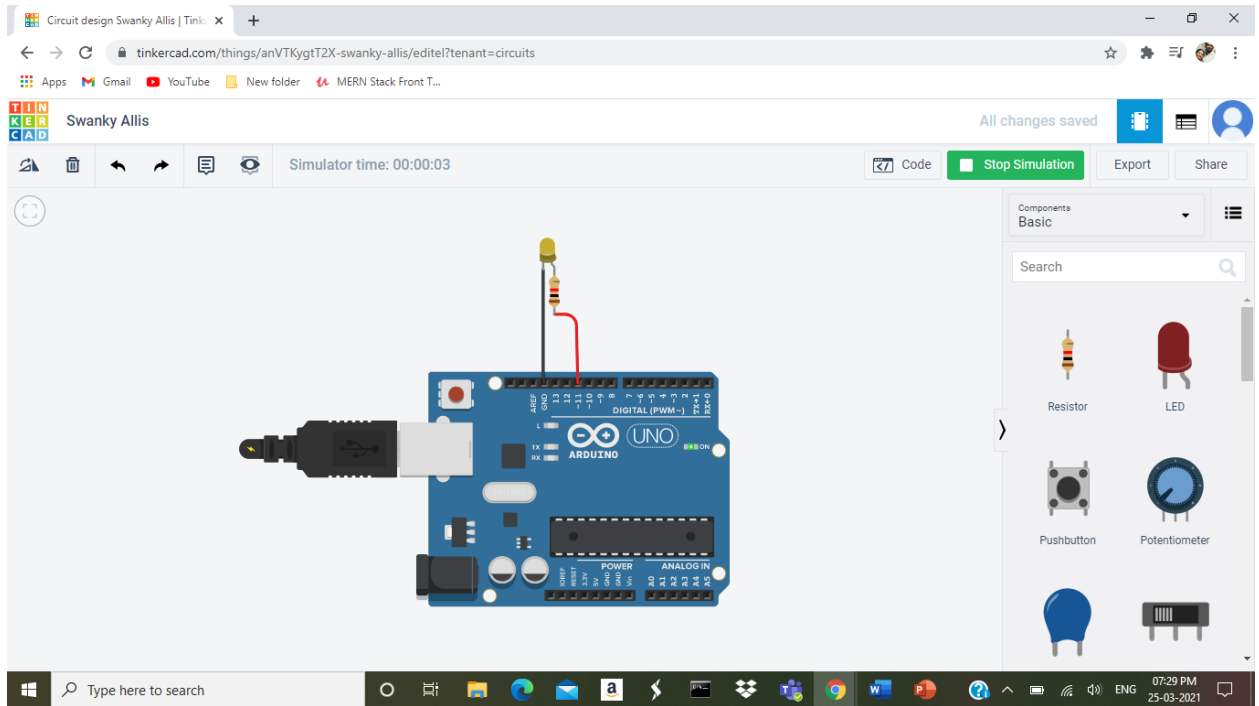 Circuit design Swanky Allis | Tink
tinkercad.com/things/anVTKygtT2X-swanky-allis/editel?tenant=circuits
Apps Gmail YouTube New folder MERN Stack Front T...
TIN
KER
CAD
Swanky Allis
All changes saved
Simulator time: 00:00:03
Code
Stop Simulation
Export
Share
Components
Basic
Search
Resistor
LED
Pushbutton
Potentiometer
AREF
GND
13
12
~11
~10
~9
8
7
~6
~5
4
~3
2
TX→1
RX←0
DIGITAL (PWM~)
L
TX
RX
ARDUINO
UNO
ON
IOREF
RESET
3.3V
5V
GND
GND
Vin
POWER
ANALOG IN
A0
A1
A2
A3
A4
A5
Type here to search
ENG
07:29 PM
25-03-2021